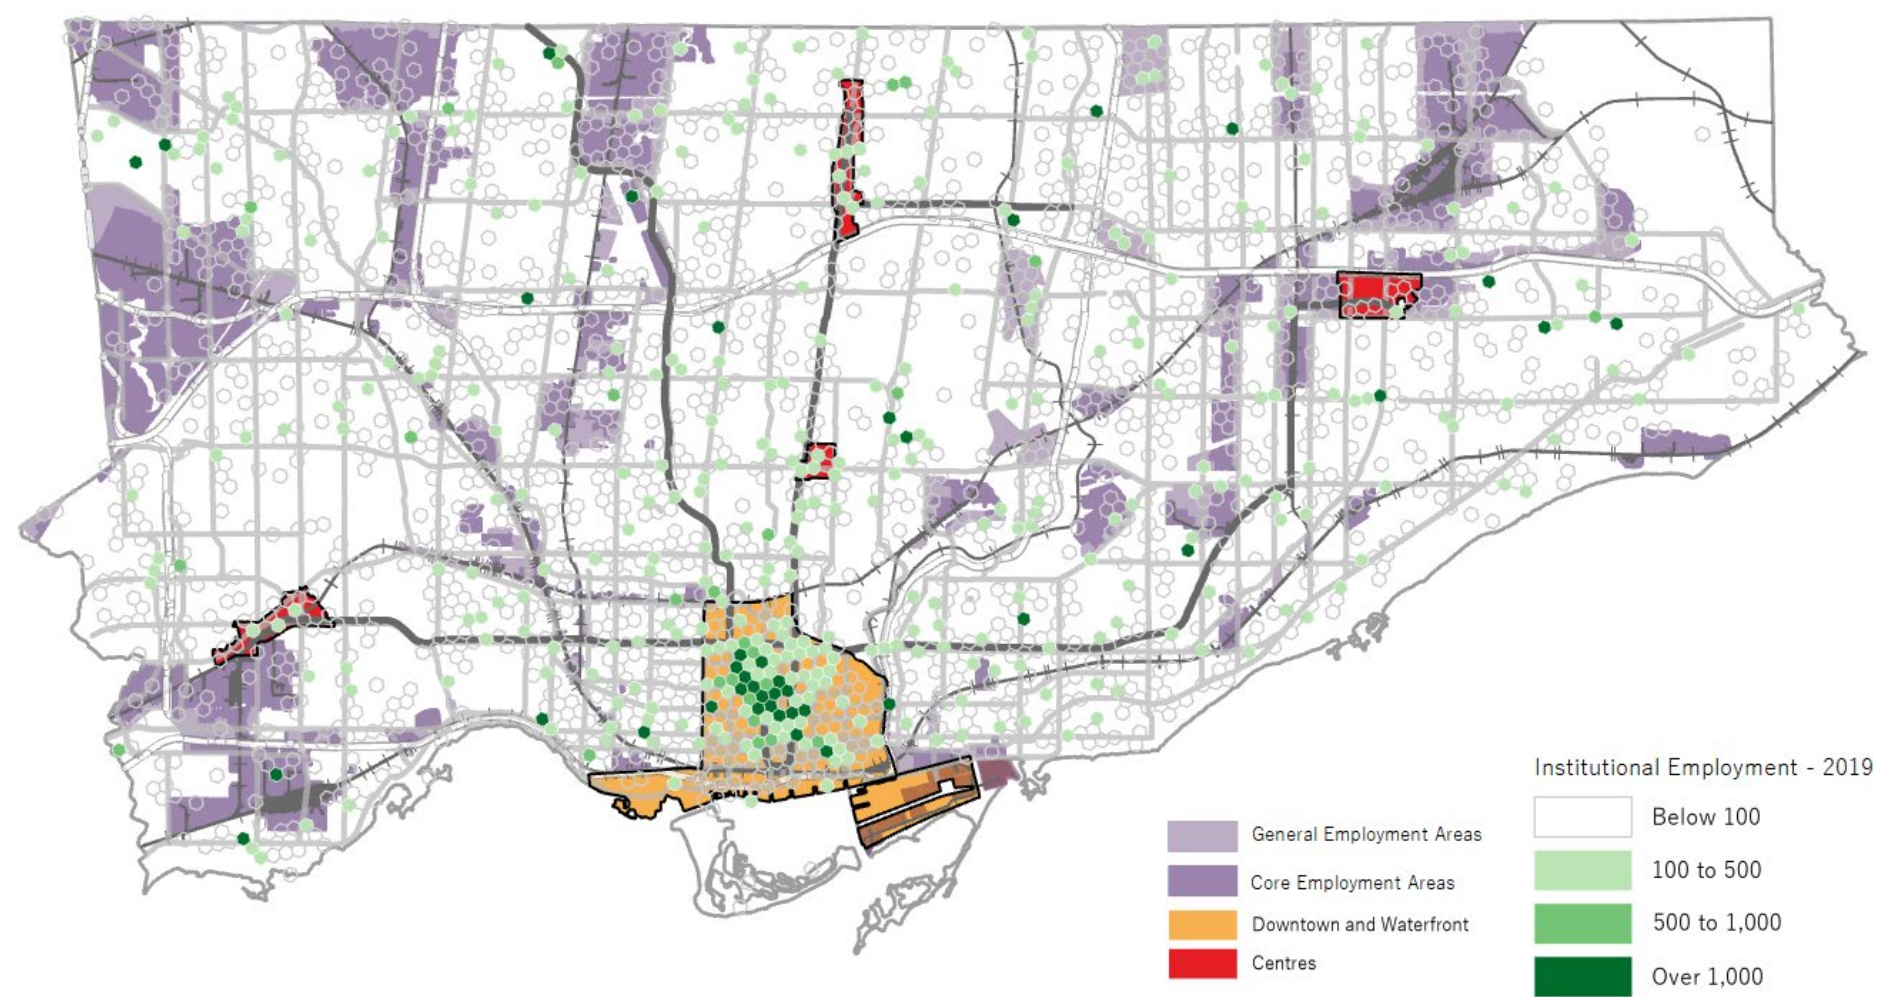 Institutional Employment - 2019
Below 100
100 to 500
500 to 1,000
Over 1,000
General Employment Areas
Core Employment Areas
Downtown and Waterfront
Centres